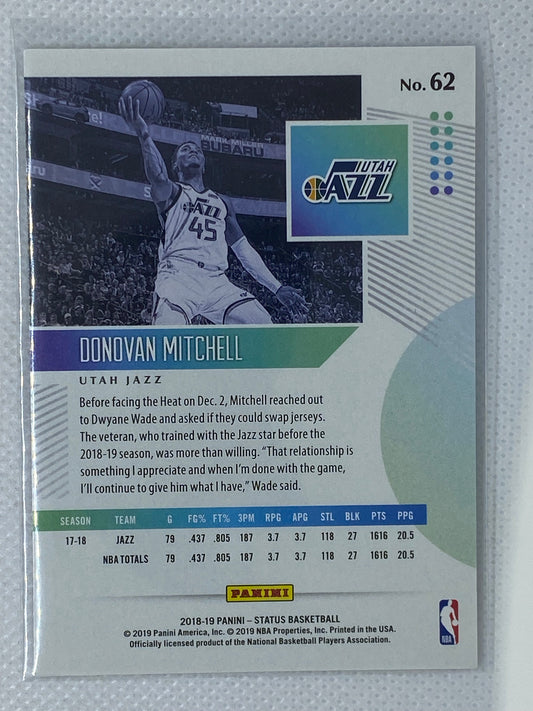 No. 62
MARK MILLER
SUBARU
UTAH
JAZZ
JAZZ
45
DONOVAN MITCHELL
UTAH JAZZ
Before facing the Heat on Dec. 2, Mitchell reached out
to Dwyane Wade and asked if they could swap jerseys.
The veteran, who trained with the Jazz star before the
2018-19 season, was more than willing. “That relationship is
something I appreciate and when I’m done with the game,
I’ll continue to give him what I have,” Wade said.
SEASON TEAM G FG% FT% 3PM RPG APG STL BLK PTS PPG
17-18 JAZZ 79 .437 .805 187 3.7 3.7 118 27 1616 20.5
NBA TOTALS 79 .437 .805 187 3.7 3.7 118 27 1616 20.5
PANINI
2018-19 PANINI – STATUS BASKETBALL
© 2019 Panini America, Inc. © 2019 NBA Properties, Inc. Printed in the USA.
Officially licensed product of the National Basketball Players Association.
NBA